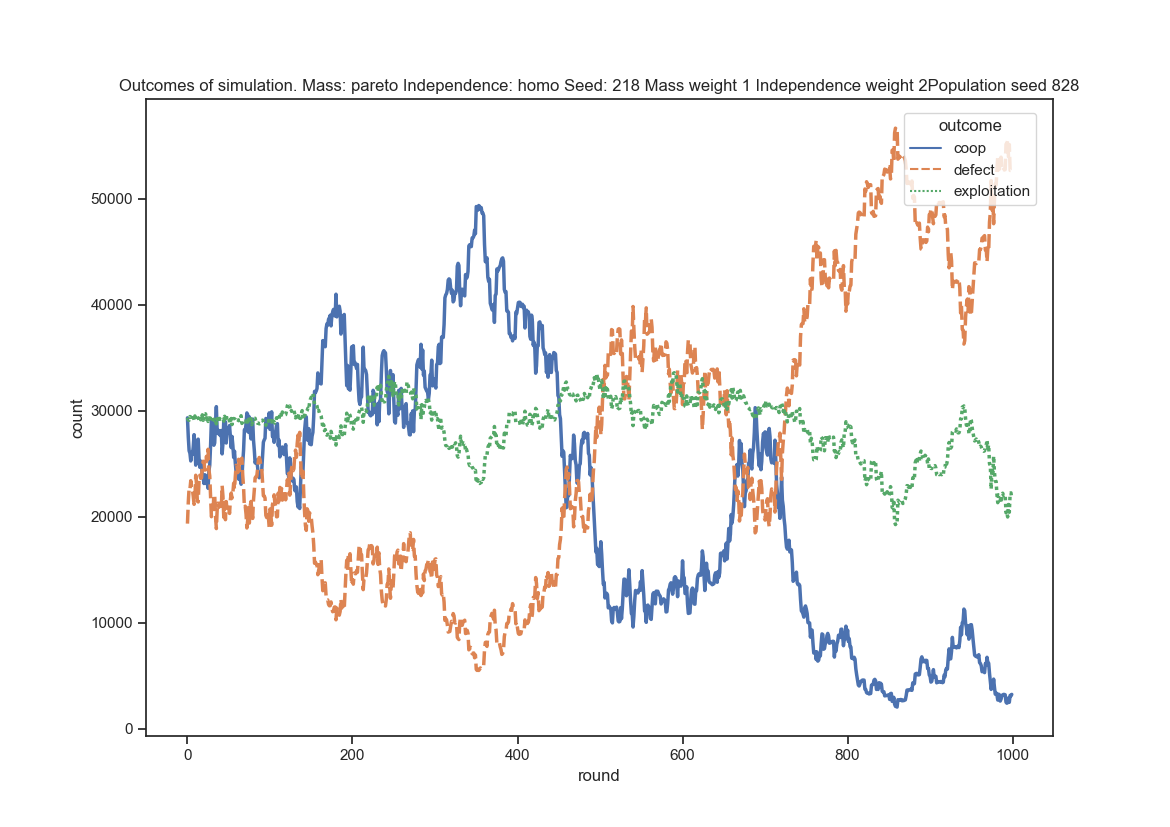 Outcomes of simulation. Mass: pareto Independence: homo Seed: 218 Mass weight 1 Independence weight 2Population seed 828
outcome
coop
defect
exploitation
50000
40000
30000
20000
10000
0
count
0 200 400 600 800 1000
round